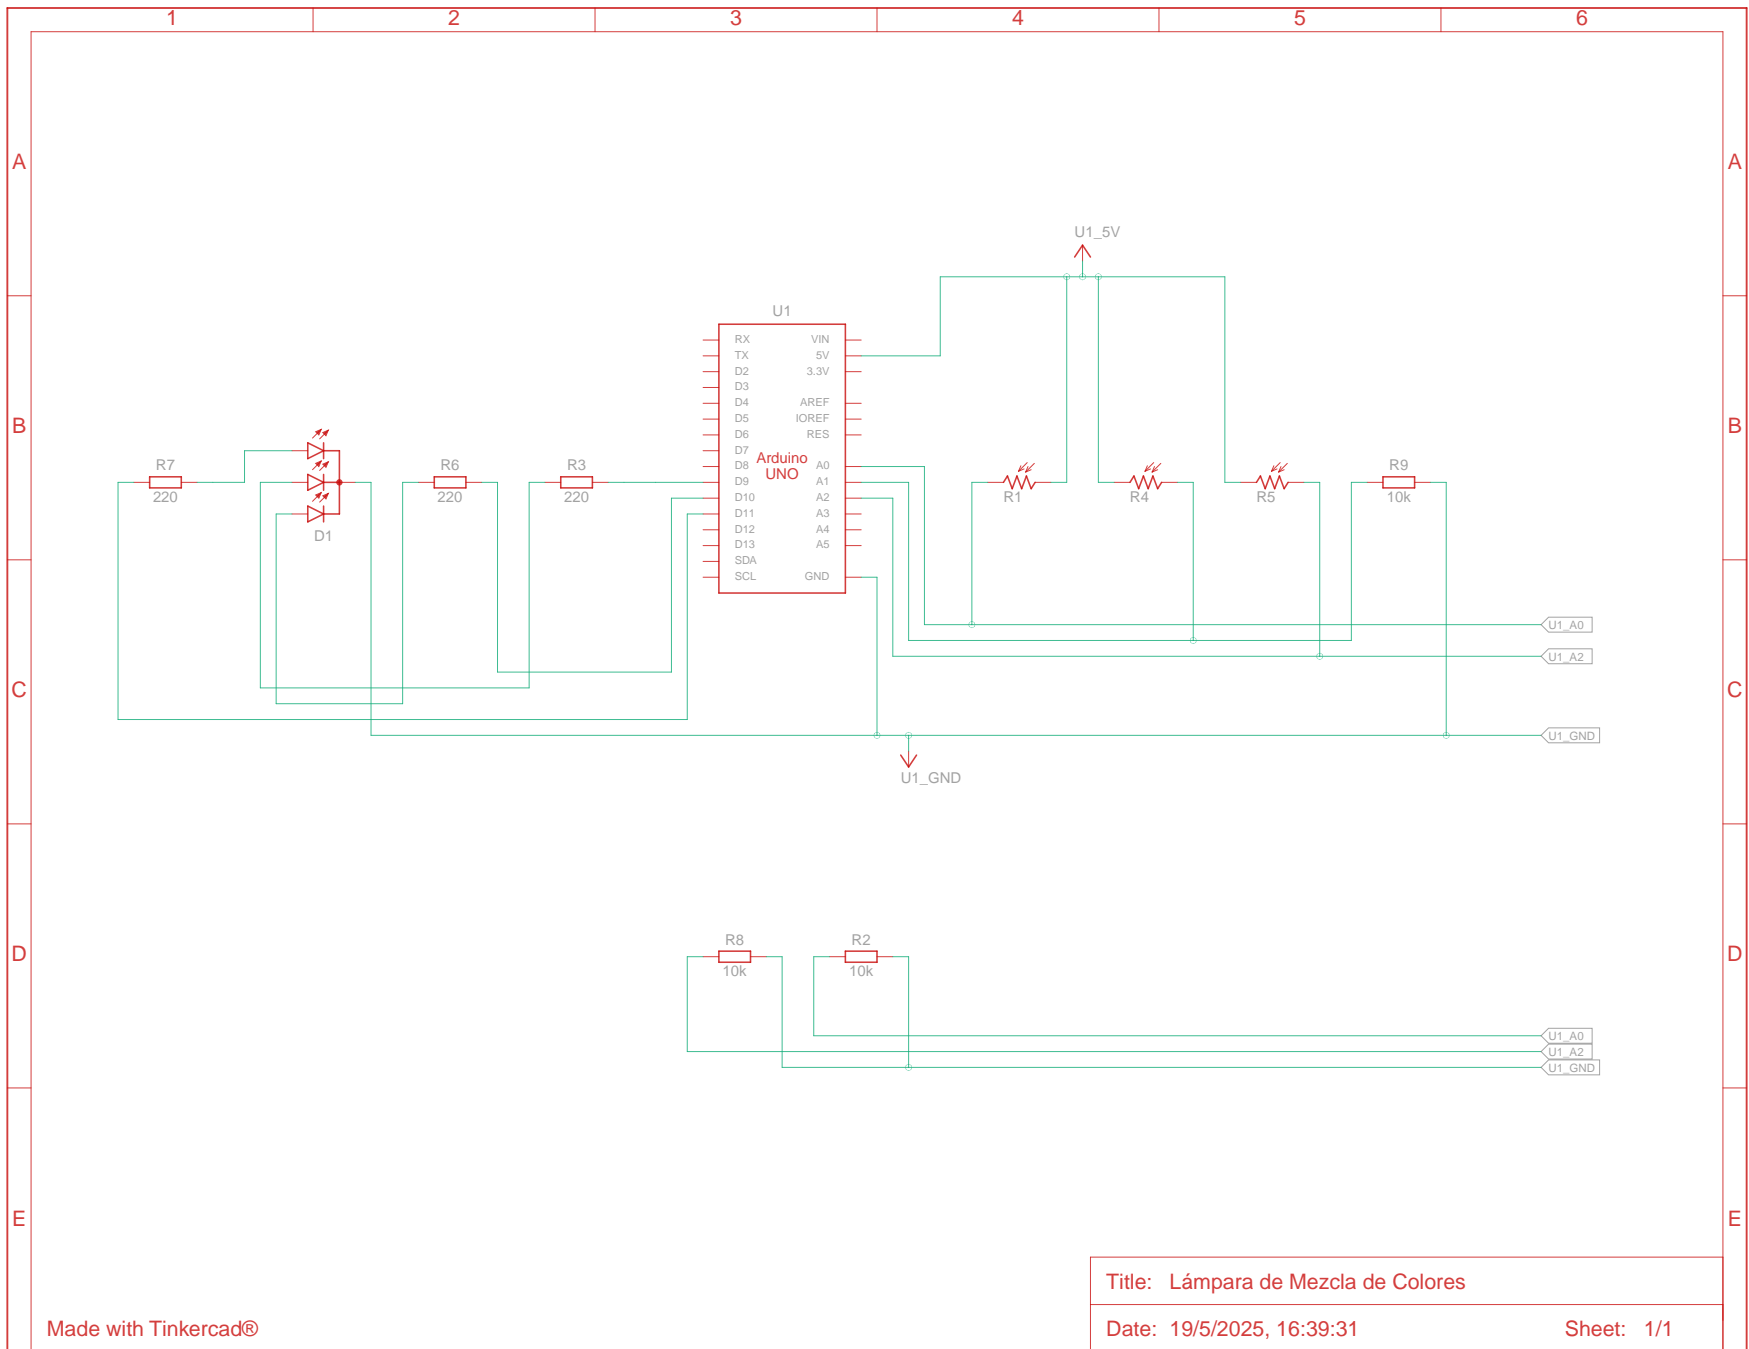 1 2 3 4 5 6
A A
U1_5V
U1
RX VIN
TX 5V
D2 3.3V
D3
D4 AREF
D5 IOREF
D6 RES
D7
Arduino
UNO
D8 A0
D9 A1
D10 A2
D11 A3
D12 A4
D13 A5
SDA
SCL GND
B B
R7
220
D1
R6
220
R3
220
R1
R4
R5
R9
10k
U1_A0
U1_A2
C C
U1_GND
U1_GND
R8
10k
R2
10k
D D
U1_A0
U1_A2
U1_GND
E E
Title: Lámpara de Mezcla de Colores
Made with Tinkercad®
Date: 19/5/2025, 16:39:31 Sheet: 1/1